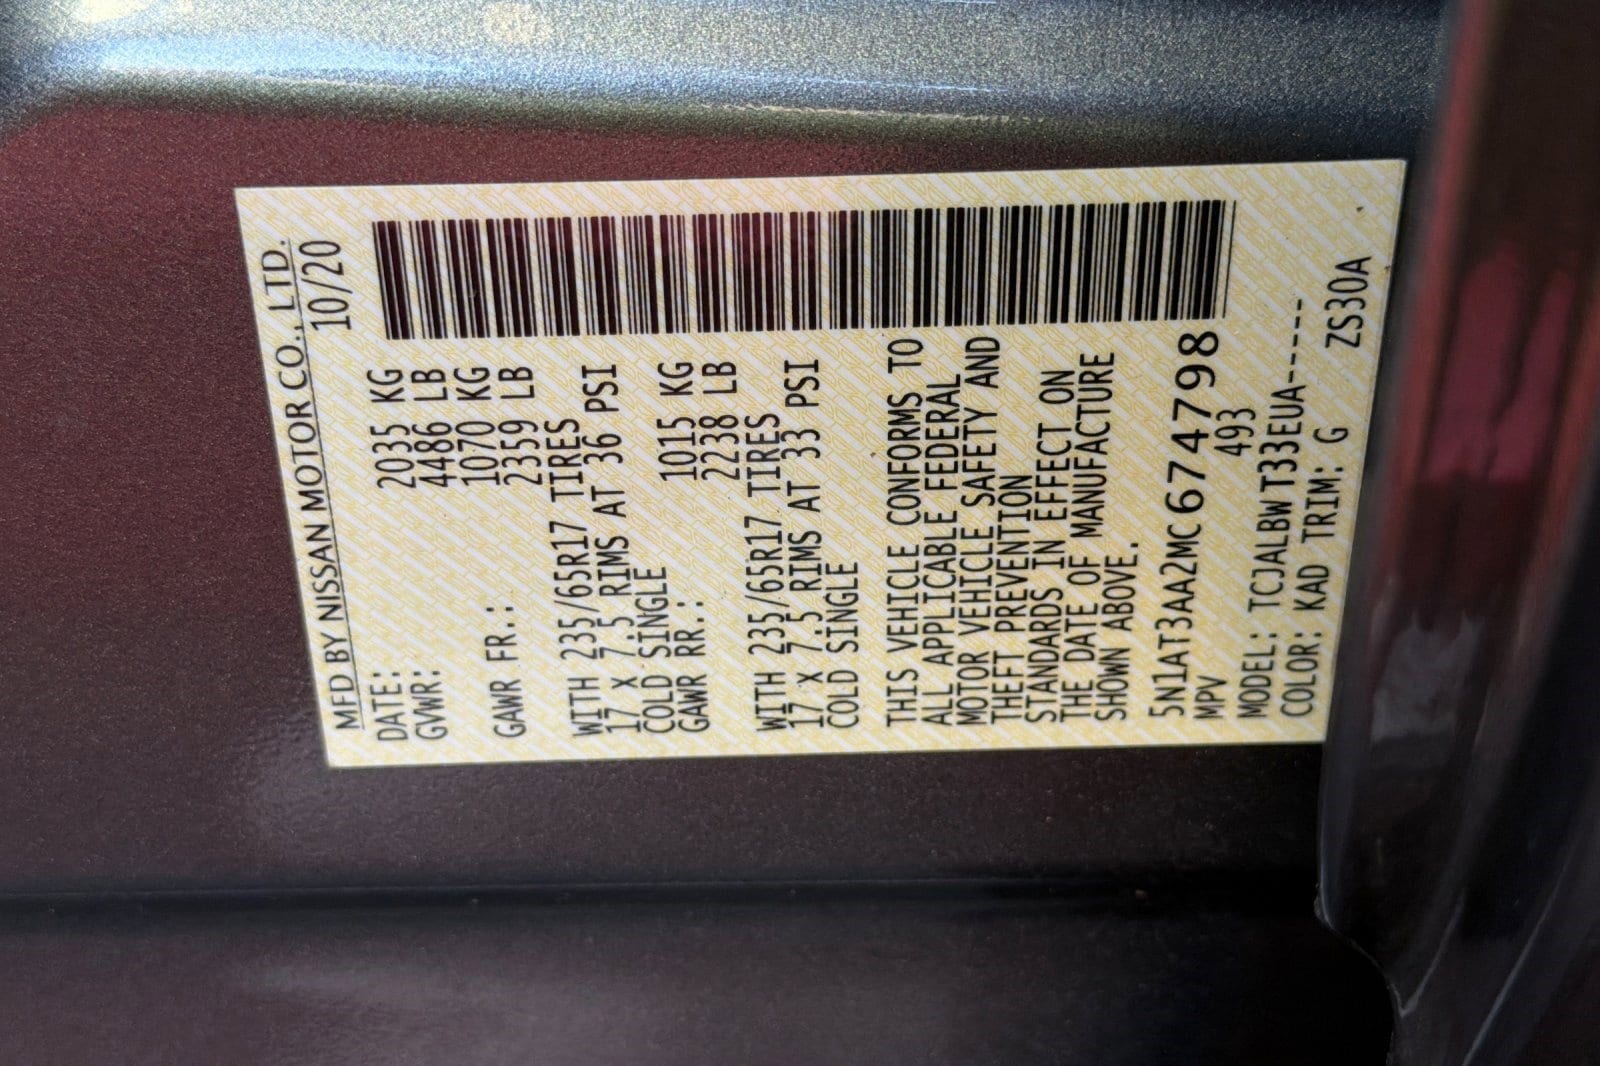 MFD BY NISSAN MOTOR CO., LTD.
DATE: 10/20
GVWR: 2035 KG
4486 LB
GAWR FR.: 1070 KG
2359 LB
WITH 235/65R17 TIRES
17 X 7.5 RIMS AT 36 PSI
COLD SINGLE
GAWR RR.: 1015 KG
2238 LB
WITH 235/65R17 TIRES
17 X 7.5 RIMS AT 33 PSI
COLD SINGLE
THIS VEHICLE CONFORMS TO
ALL APPLICABLE FEDERAL
MOTOR VEHICLE SAFETY AND
THEFT PREVENTION
STANDARDS IN EFFECT ON
THE DATE OF MANUFACTURE
SHOWN ABOVE.
5N1AT3AA2MC674798
MPV 493
MODEL: TCJALBWT33EUA------
COLOR: KAD TRIM: G ZS30A